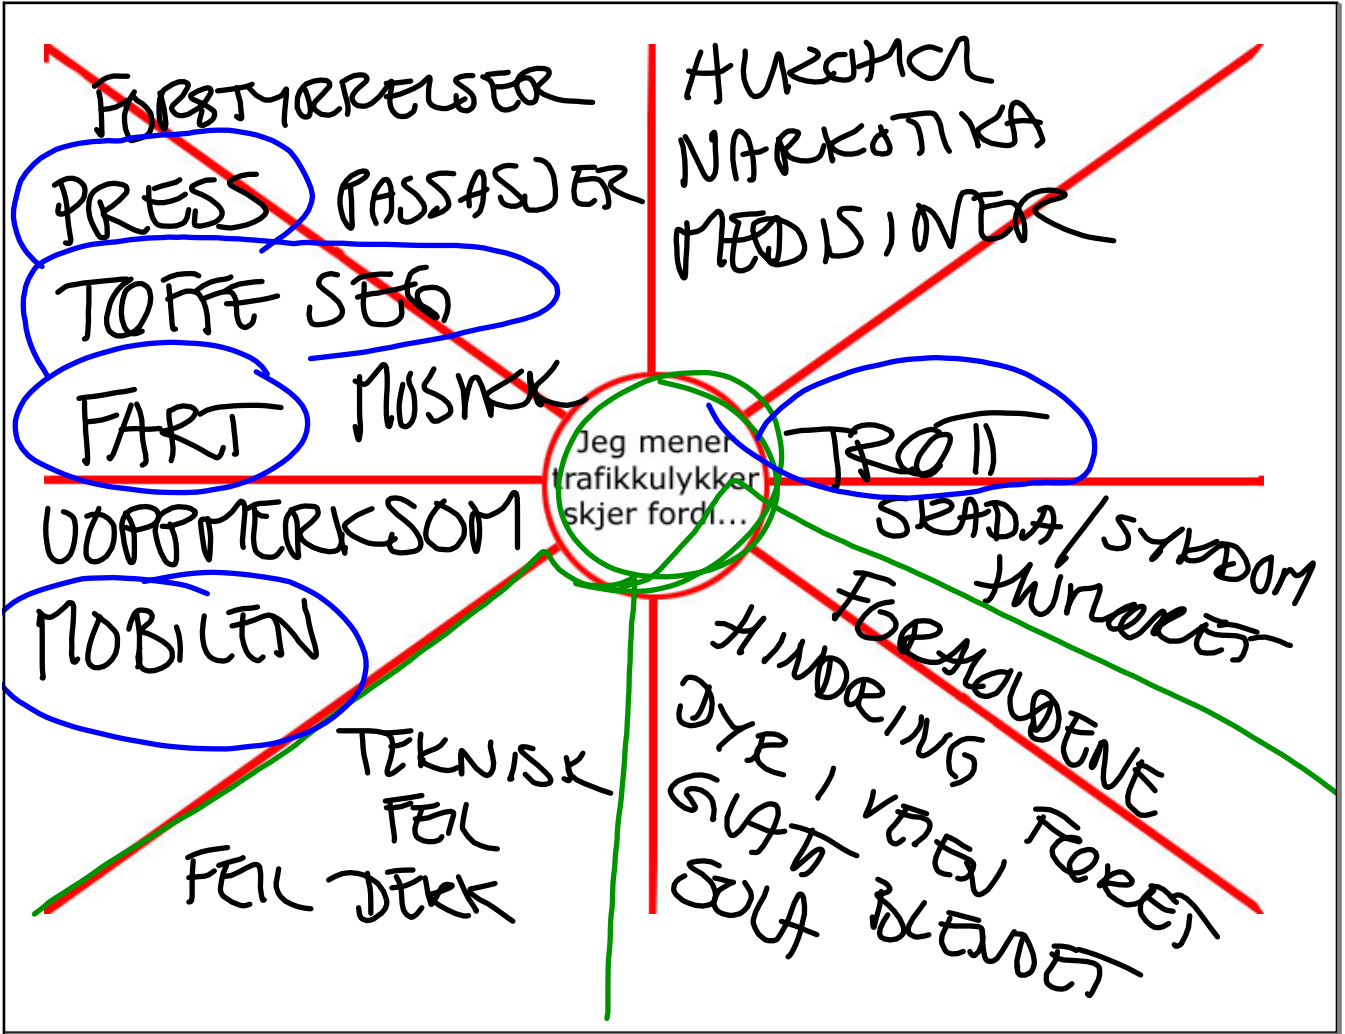 FORSTYRRELSER
PRESS PASSASJER
TØFFE SEG
FART MUSIKK
UOPPMERKSOM
MOBILEN
ALKOHOL
NARKOTIKA
MEDISINER
Jeg mener
trafikkulykker
skjer fordi...
TRØTT
SKADA/SYKDOM
HUMØRET
FORHOLDENE
HINDRING
DYR I VEIEN
FØRET
GLATT
SOLA BLENDET
TEKNISK
FEIL
FEIL DEKK